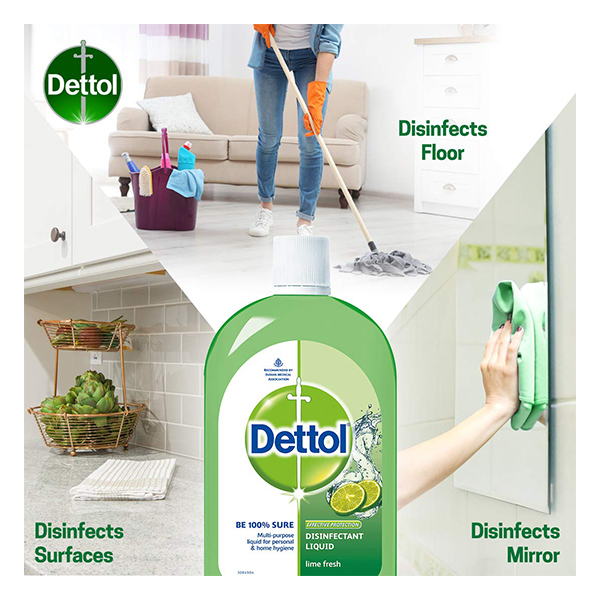 Dettol
Disinfects
Floor
RECOMMENDED BY
INDIAN MEDICAL
ASSOCIATION
Dettol
BE 100% SURE
Multi-purpose
liquid for personal
& home hygiene
EFFECTIVE PROTECTION
DISINFECTANT
LIQUID
lime fresh
Disinfects
Surfaces
Disinfects
Mirror